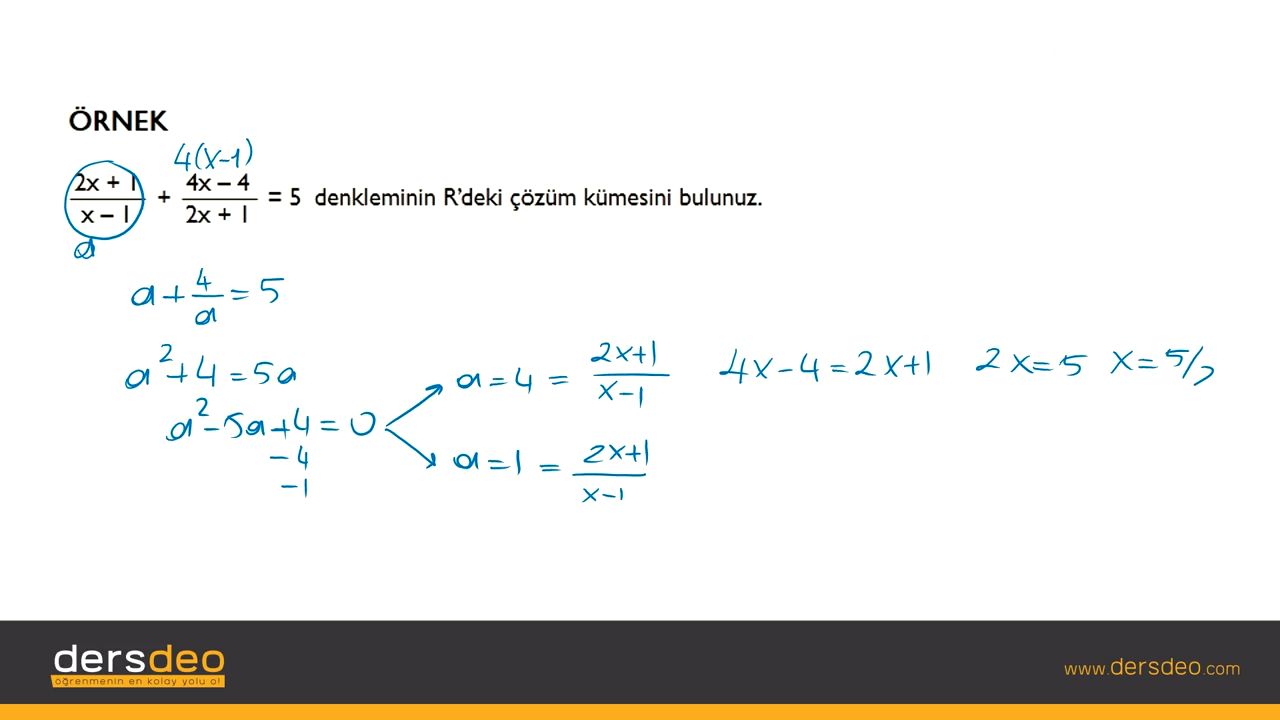 ÖRNEK
4(x-1)
2x + 1 / x – 1 + 4x – 4 / 2x + 1 = 5 denkleminin R’deki çözüm kümesini bulunuz.
a
a + 4/a = 5
a² + 4 = 5a
a² - 5a + 4 = 0
-4
-1
a = 4 = 2x+1 / x-1
4x - 4 = 2x + 1
2x = 5
x = 5/2
a = 1 = 2x+1 / x-1
dersdeo
öğrenmenin en kolay yolu o!
www.dersdeo.com